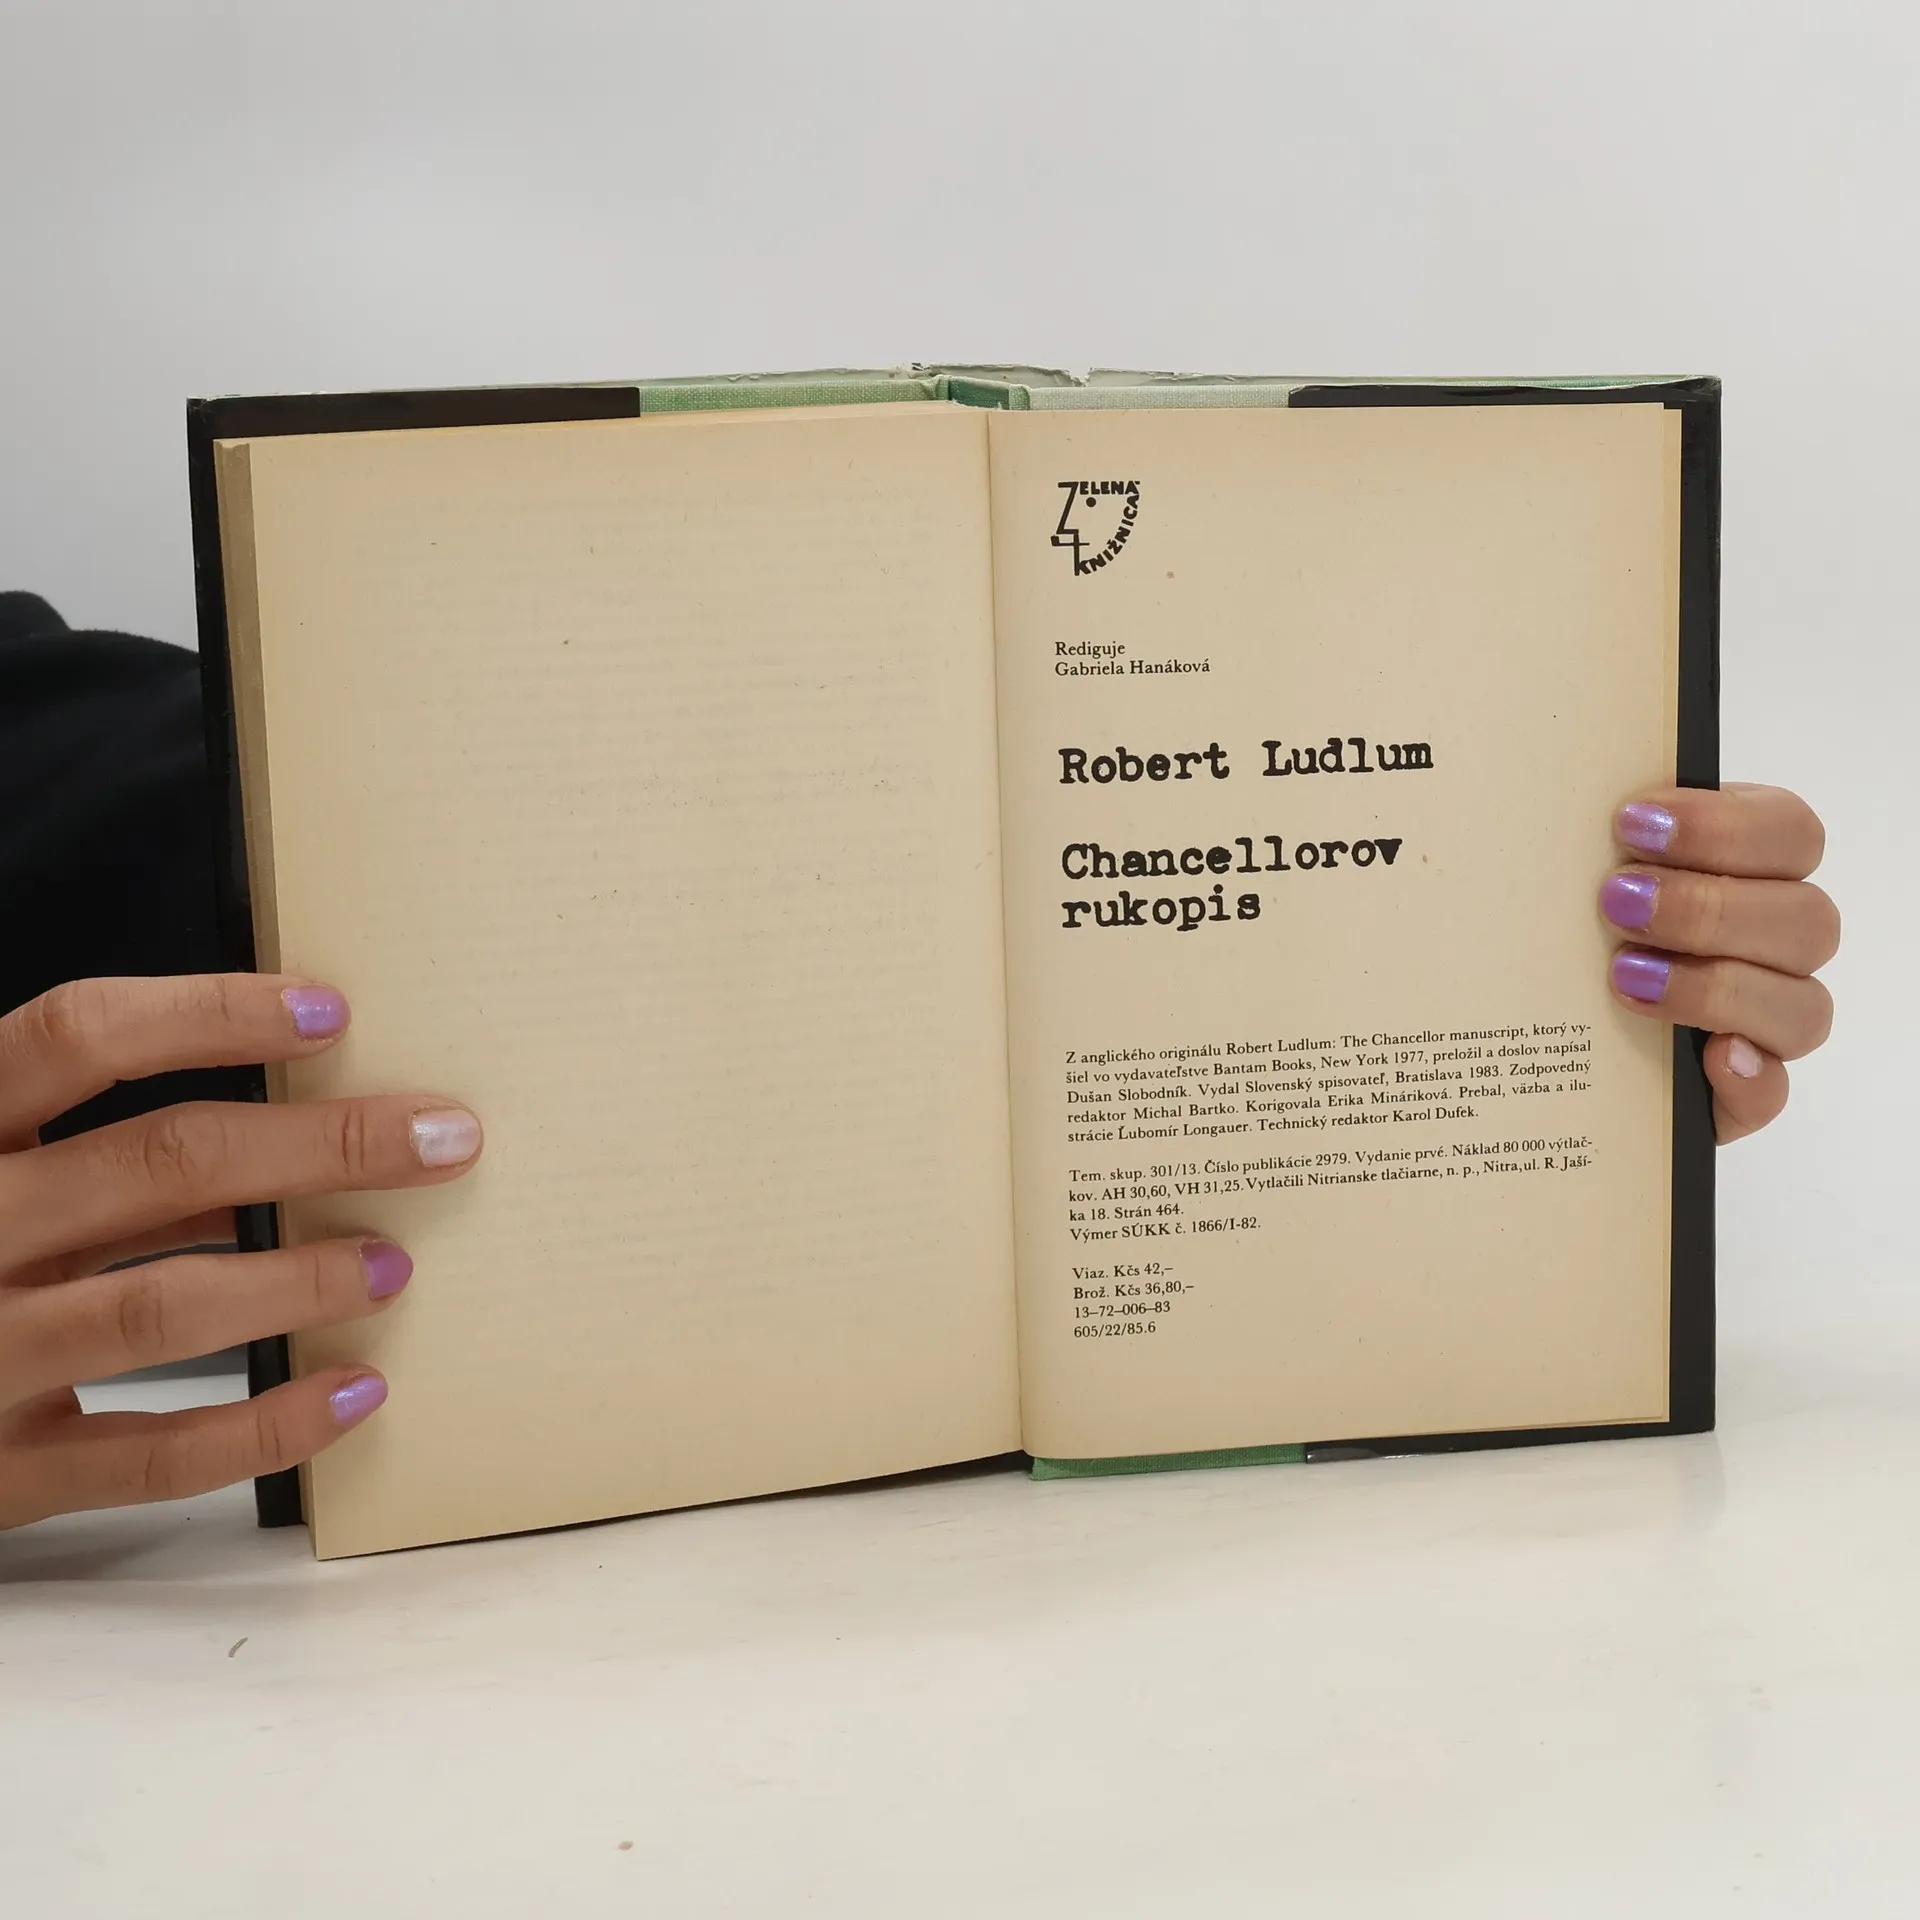 ZELENÁ
KNIŽNICA
Rediguje
Gabriela Hanáková
Robert Ludlum
Chancellorov
rukopis
Z anglického originálu Robert Ludlum: The Chancellor manuscript, ktorý vy-
šiel vo vydavateľstve Bantam Books, New York 1977, preložil a doslov napísal
Dušan Slobodník. Vydal Slovenský spisovateľ, Bratislava 1983. Zodpovedný
redaktor Michal Bartko. Korigovala Erika Mináriková. Prebal, väzba a ilu-
strácie Ľubomír Longauer. Technický redaktor Karol Dufek.
Tem. skup. 301/13. Číslo publikácie 2979. Vydanie prvé. Náklad 80 000 výtlač-
kov. AH 30,60, VH 31,25. Vytlačili Nitrianske tlačiarne, n. p., Nitra, ul. R. Jaší-
ka 18. Strán 464.
Výmer SÚKK č. 1866/I-82.
Viaz. Kčs 42,–
Brož. Kčs 36,80,–
13–72–006–83
605/22/85.6